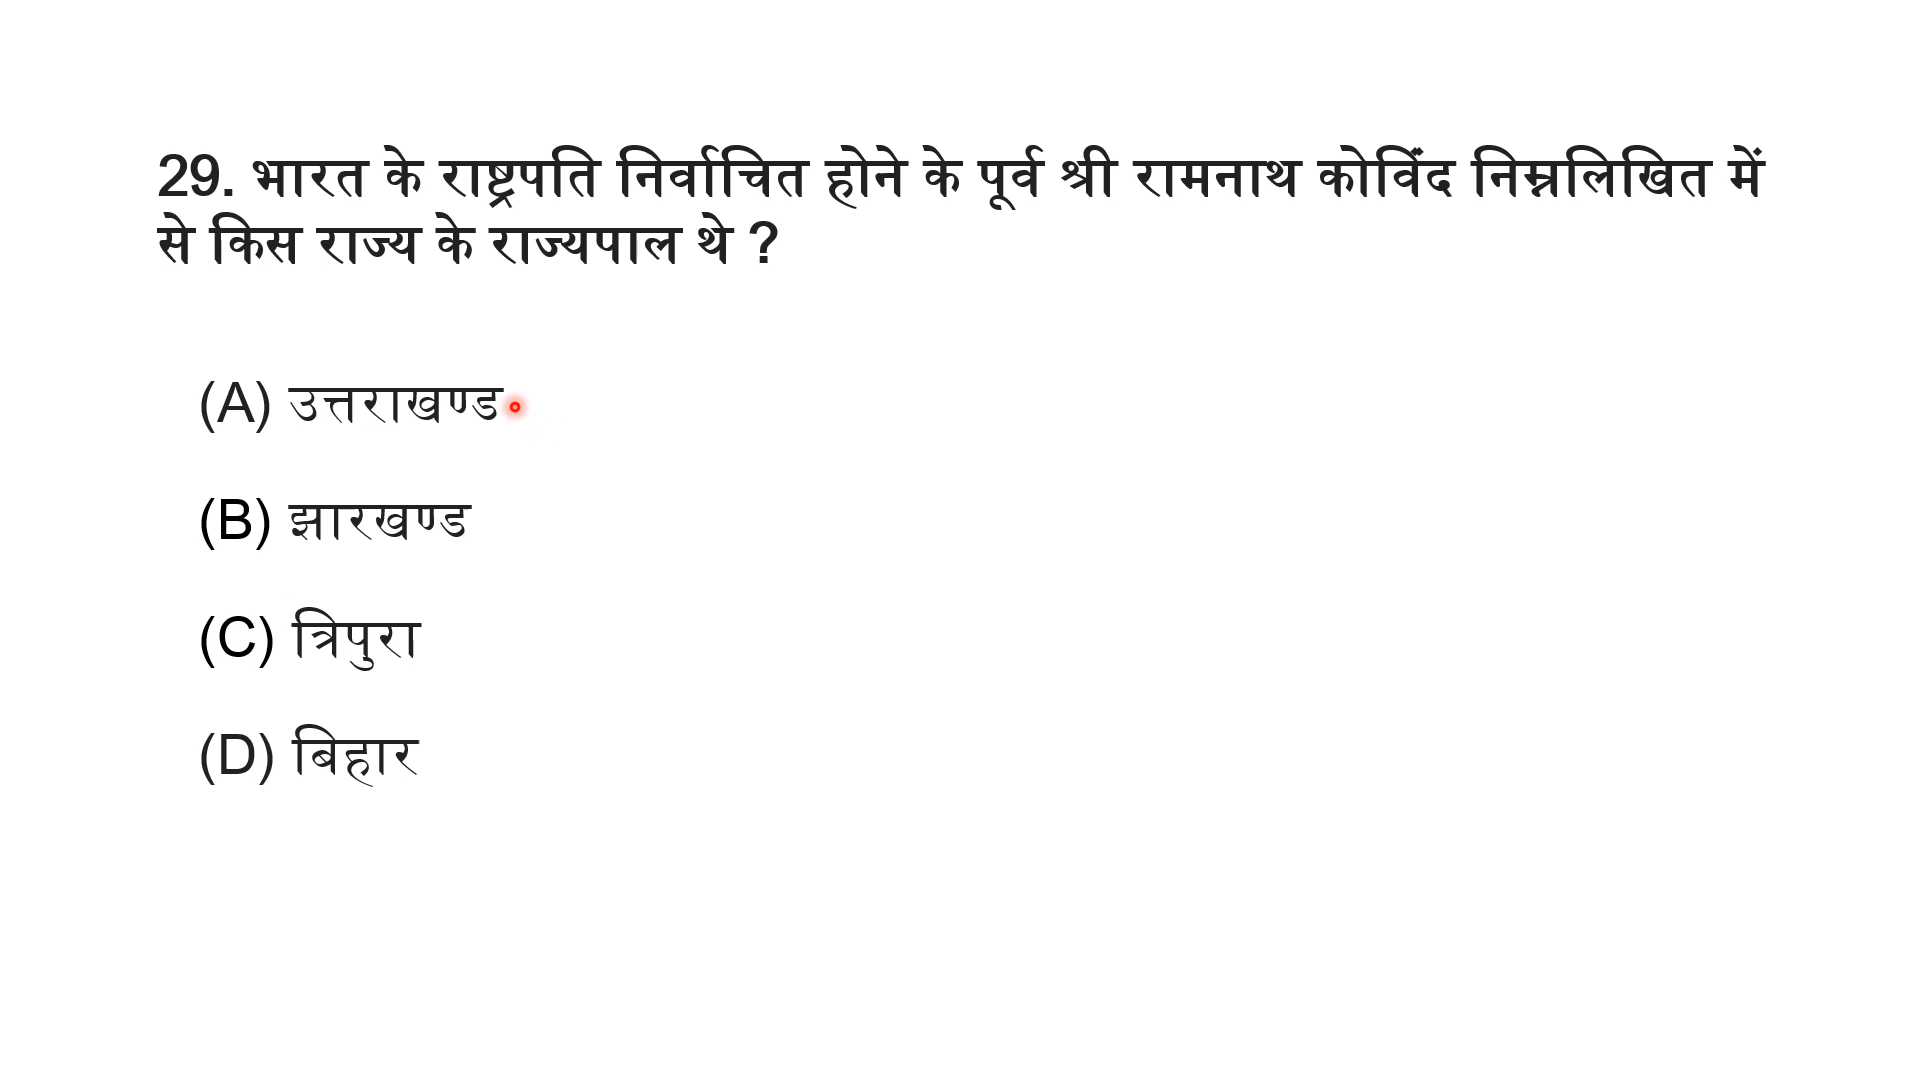 29. भारत के राष्ट्रपति निर्वाचित होने के पूर्व श्री रामनाथ कोविंद निम्नलिखित में
से किस राज्य के राज्यपाल थे ?
(A) उत्तराखण्ड
(B) झारखण्ड
(C) त्रिपुरा
(D) बिहार